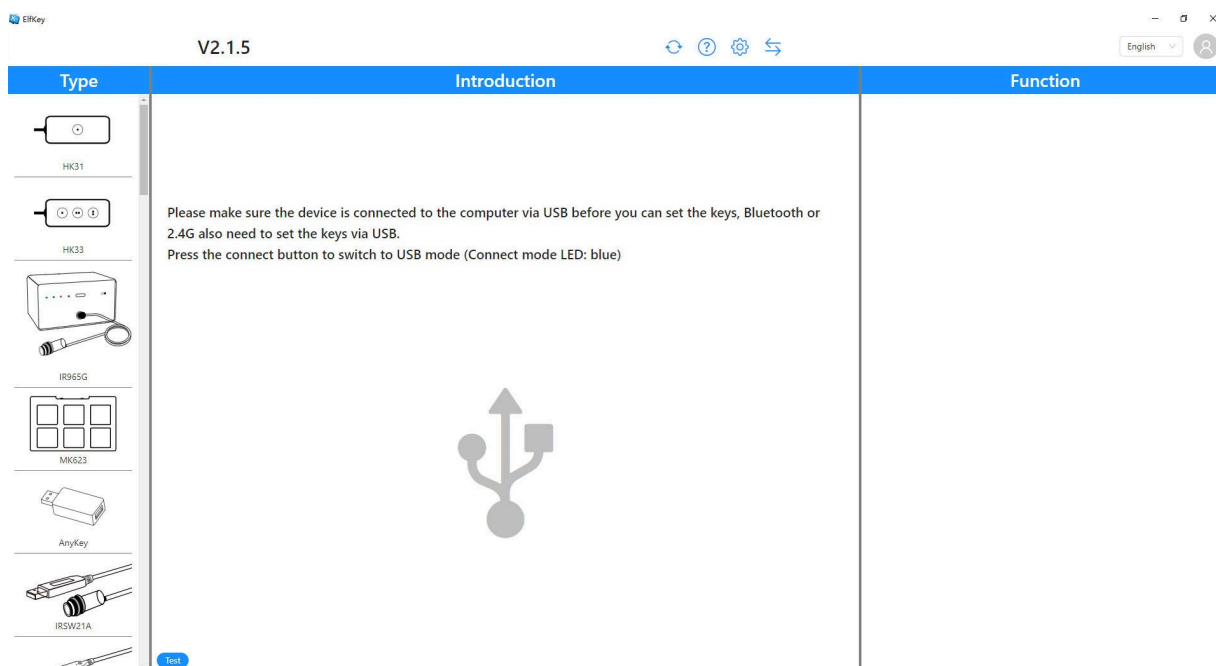 ElfKey
V2.1.5
English
Type
Introduction
Function
HK31
HK33
IR965G
MK623
AnyKey
IRSW21A
Please make sure the device is connected to the computer via USB before you can set the keys, Bluetooth or
2.4G also need to set the keys via USB.
Press the connect button to switch to USB mode (Connect mode LED: blue)
Test